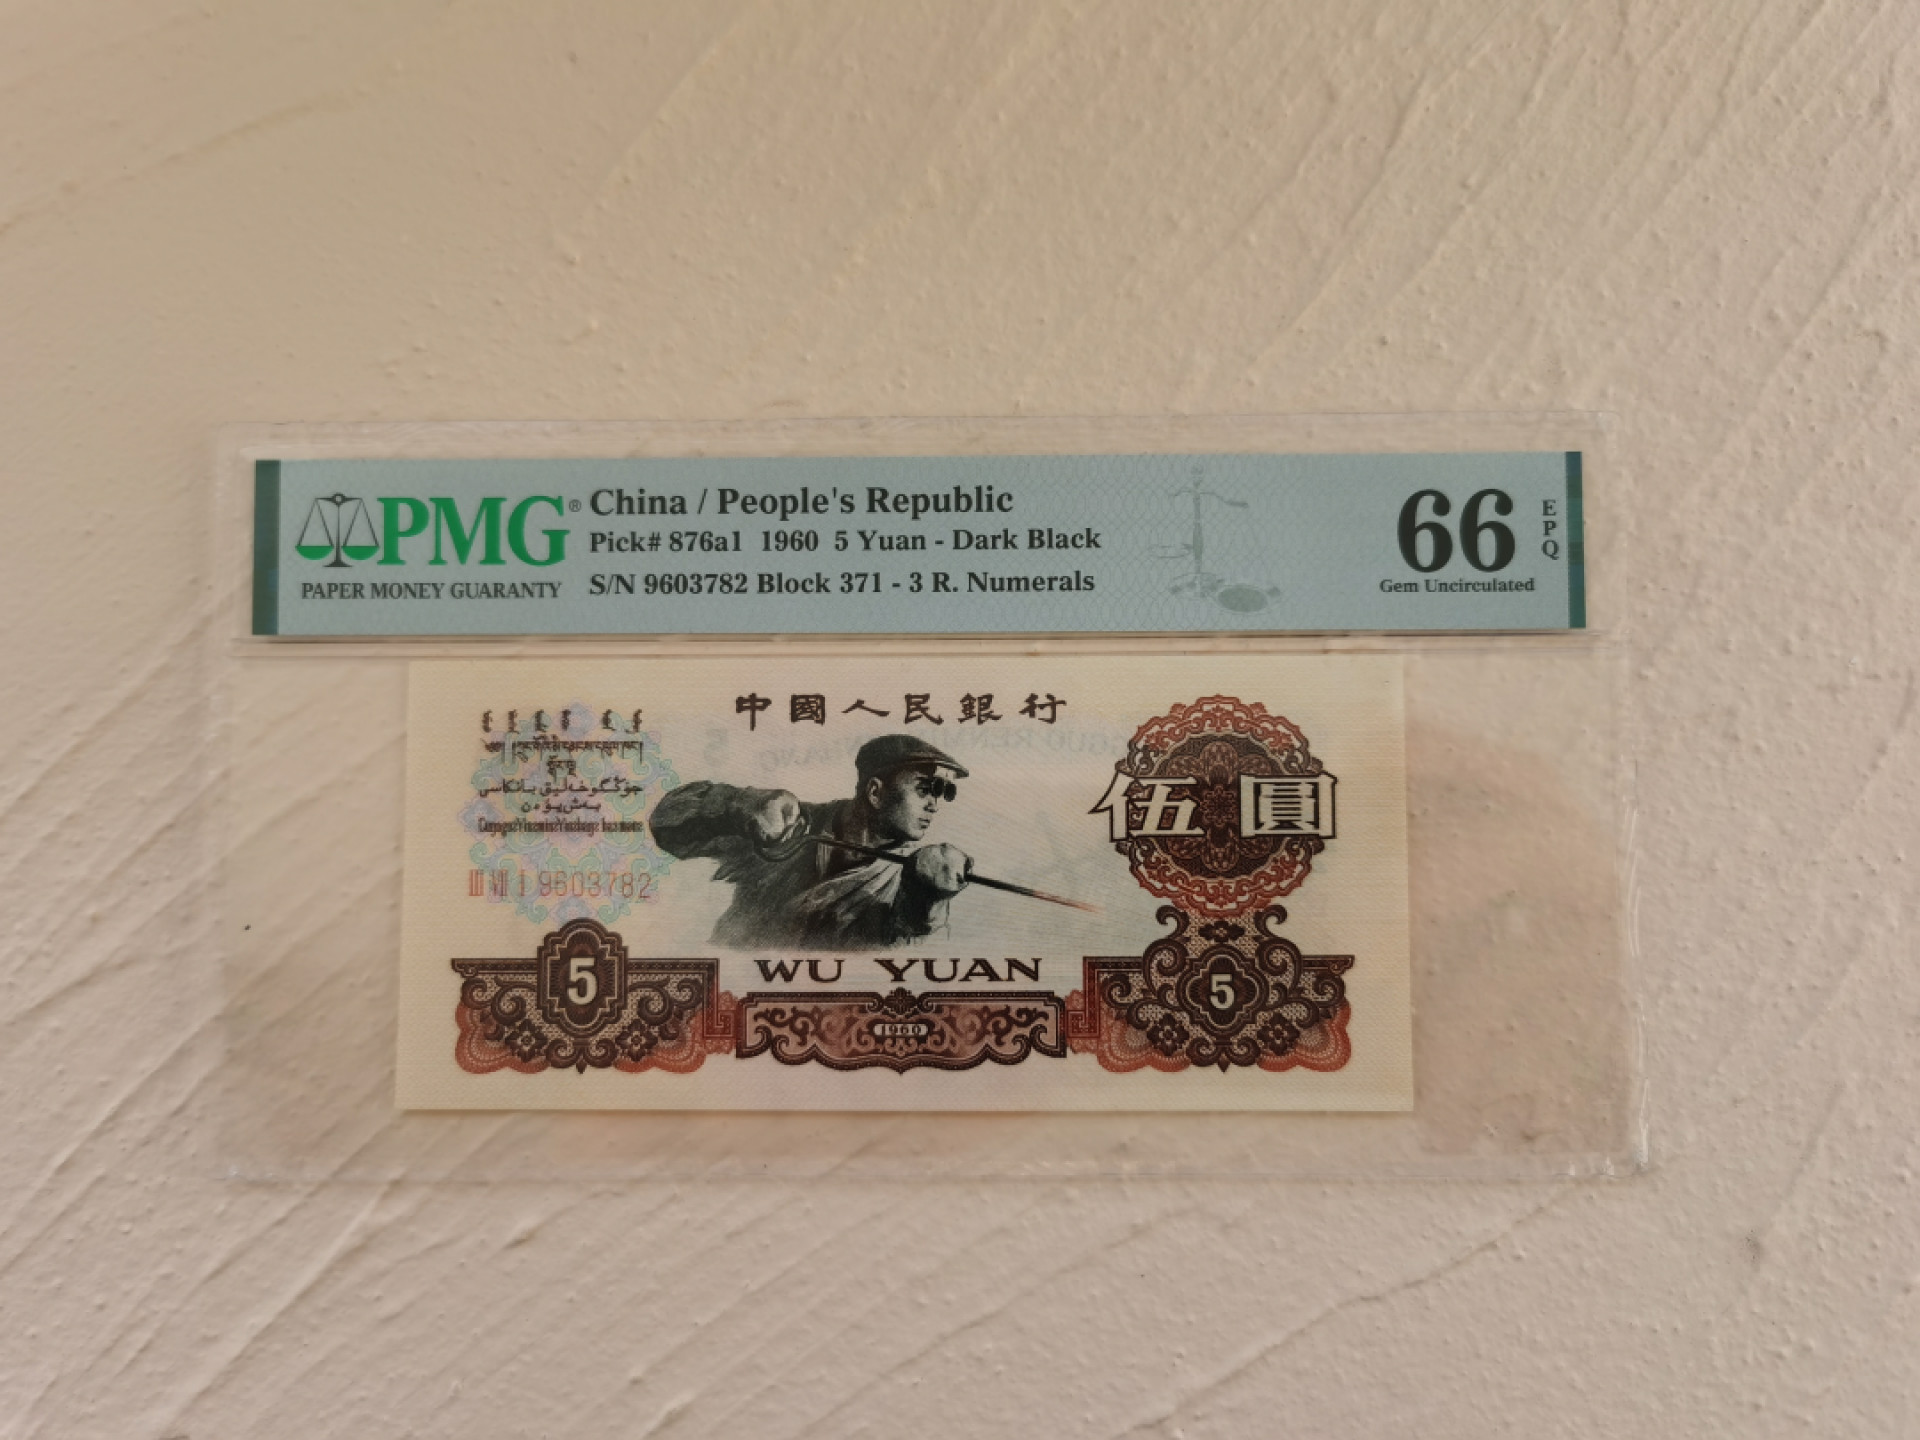 PMG®
PAPER MONEY GUARANTY
China / People's Republic
Pick# 876a1 1960 5 Yuan - Dark Black
S/N 9603782 Block 371 - 3 R. Numerals
66
EPQ
Gem Uncirculated
中國人民銀行
伍圓
III VII I 9603782
WU YUAN
5
1960
5